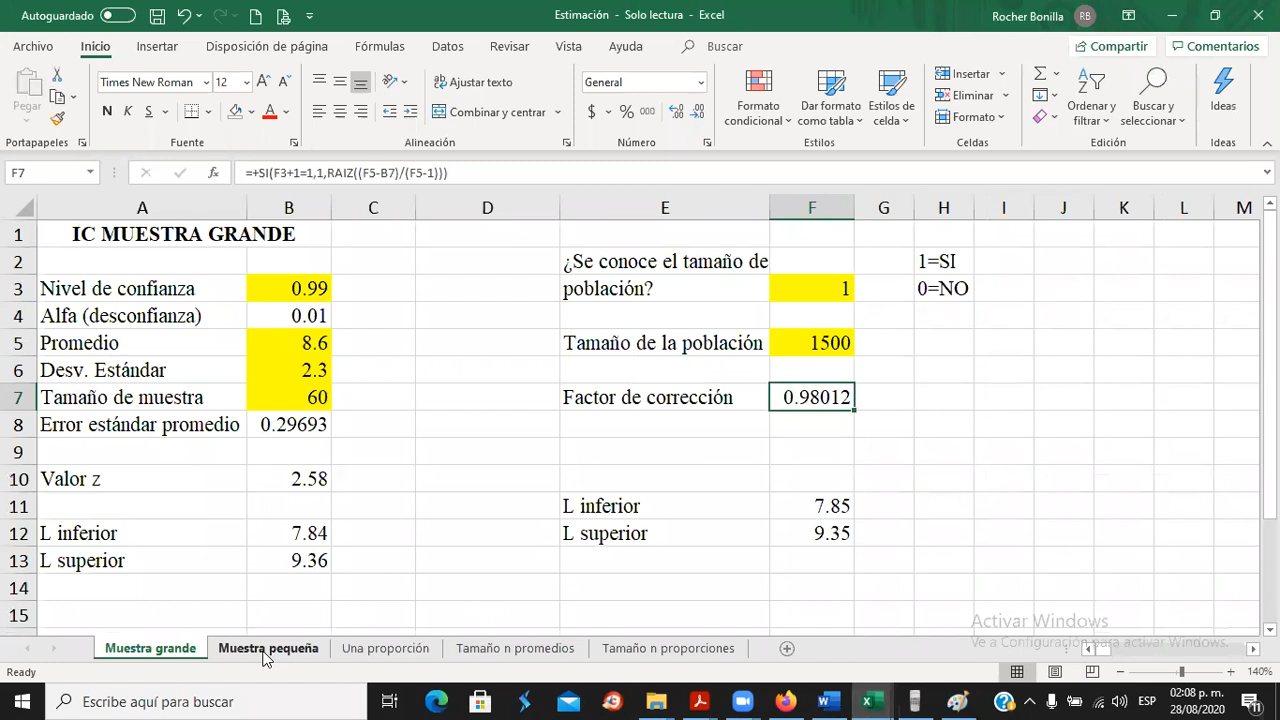 Autoguardado
Estimación - Solo lectura - Excel
Rocher Bonilla RB
Archivo Inicio Insertar Disposición de página Fórmulas Datos Revisar Vista Ayuda Buscar Compartir Comentarios
Pegar
Times New Roman 12
N K S
Ajustar texto
Combinar y centrar
General
$ % 000
Formato condicional
Dar formato como tabla
Estilos de celda
Insertar
Eliminar
Formato
Ordenar y filtrar
Buscar y seleccionar
Ideas
Portapapeles Fuente Alineación Número Estilos Celdas Edición Ideas
F7 fx =+SI(F3+1=1,1,RAIZ((F5-B7)/(F5-1)))
A B C D E F G H I J K L M
1 IC MUESTRA GRANDE
2 ¿Se conoce el tamaño de 1=SI
3 Nivel de confianza 0.99 población? 1 0=NO
4 Alfa (desconfianza) 0.01
5 Promedio 8.6 Tamaño de la población 1500
6 Desv. Estándar 2.3
7 Tamaño de muestra 60 Factor de corrección 0.98012
8 Error estándar promedio 0.29693
9
10 Valor z 2.58
11 L inferior 7.85
12 L inferior 7.84 L superior 9.35
13 L superior 9.36
14
15
Activar Windows
Ve a Configuración para activar Windows.
Muestra grande Muestra pequeña Una proporción Tamaño n promedios Tamaño n proporciones
Ready 140%
Escribe aquí para buscar
ESP
02:08 p. m.
28/08/2020
11